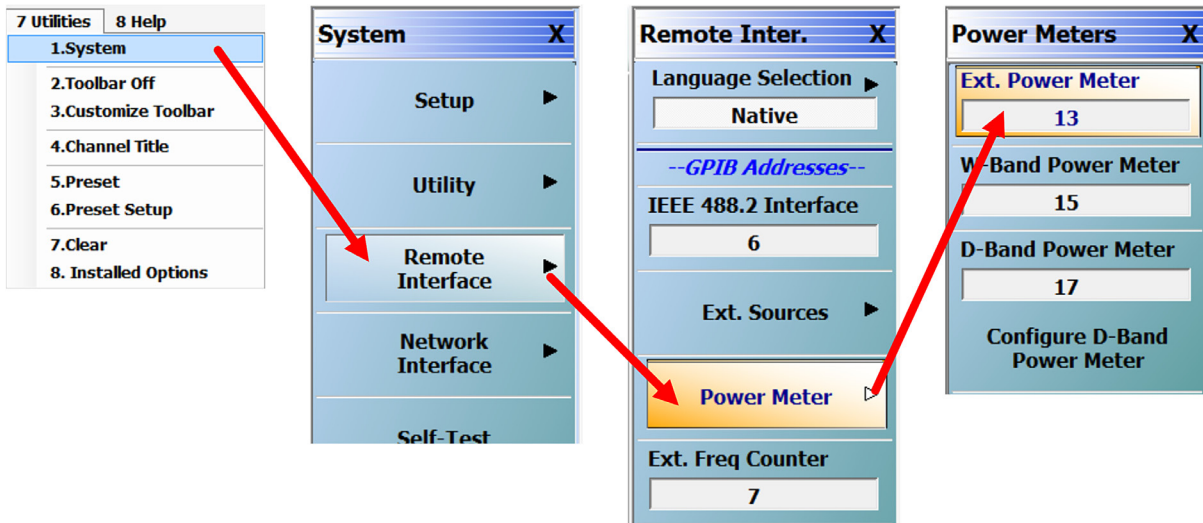 7 Utilities 8 Help
1.System
2.Toolbar Off
3.Customize Toolbar
4.Channel Title
5.Preset
6.Preset Setup
7.Clear
8. Installed Options
System X
Setup
Utility
Remote
Interface
Network
Interface
Self-Test
Remote Inter. X
Language Selection
Native
--GPIB Addresses--
IEEE 488.2 Interface
6
Ext. Sources
Power Meter
Ext. Freq Counter
7
Power Meters X
Ext. Power Meter
13
W-Band Power Meter
15
D-Band Power Meter
17
Configure D-Band
Power Meter